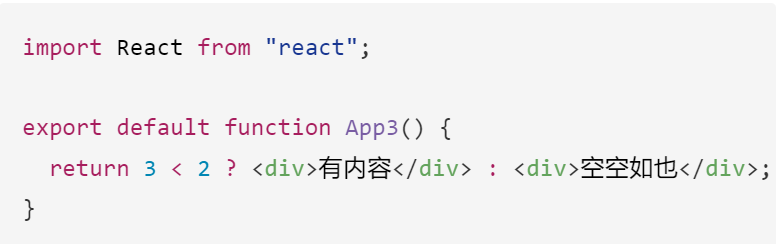 import React from "react";
export default function App3() {
  return 3 < 2 ? <div>有内容</div> : <div>空空如也</div>;
}